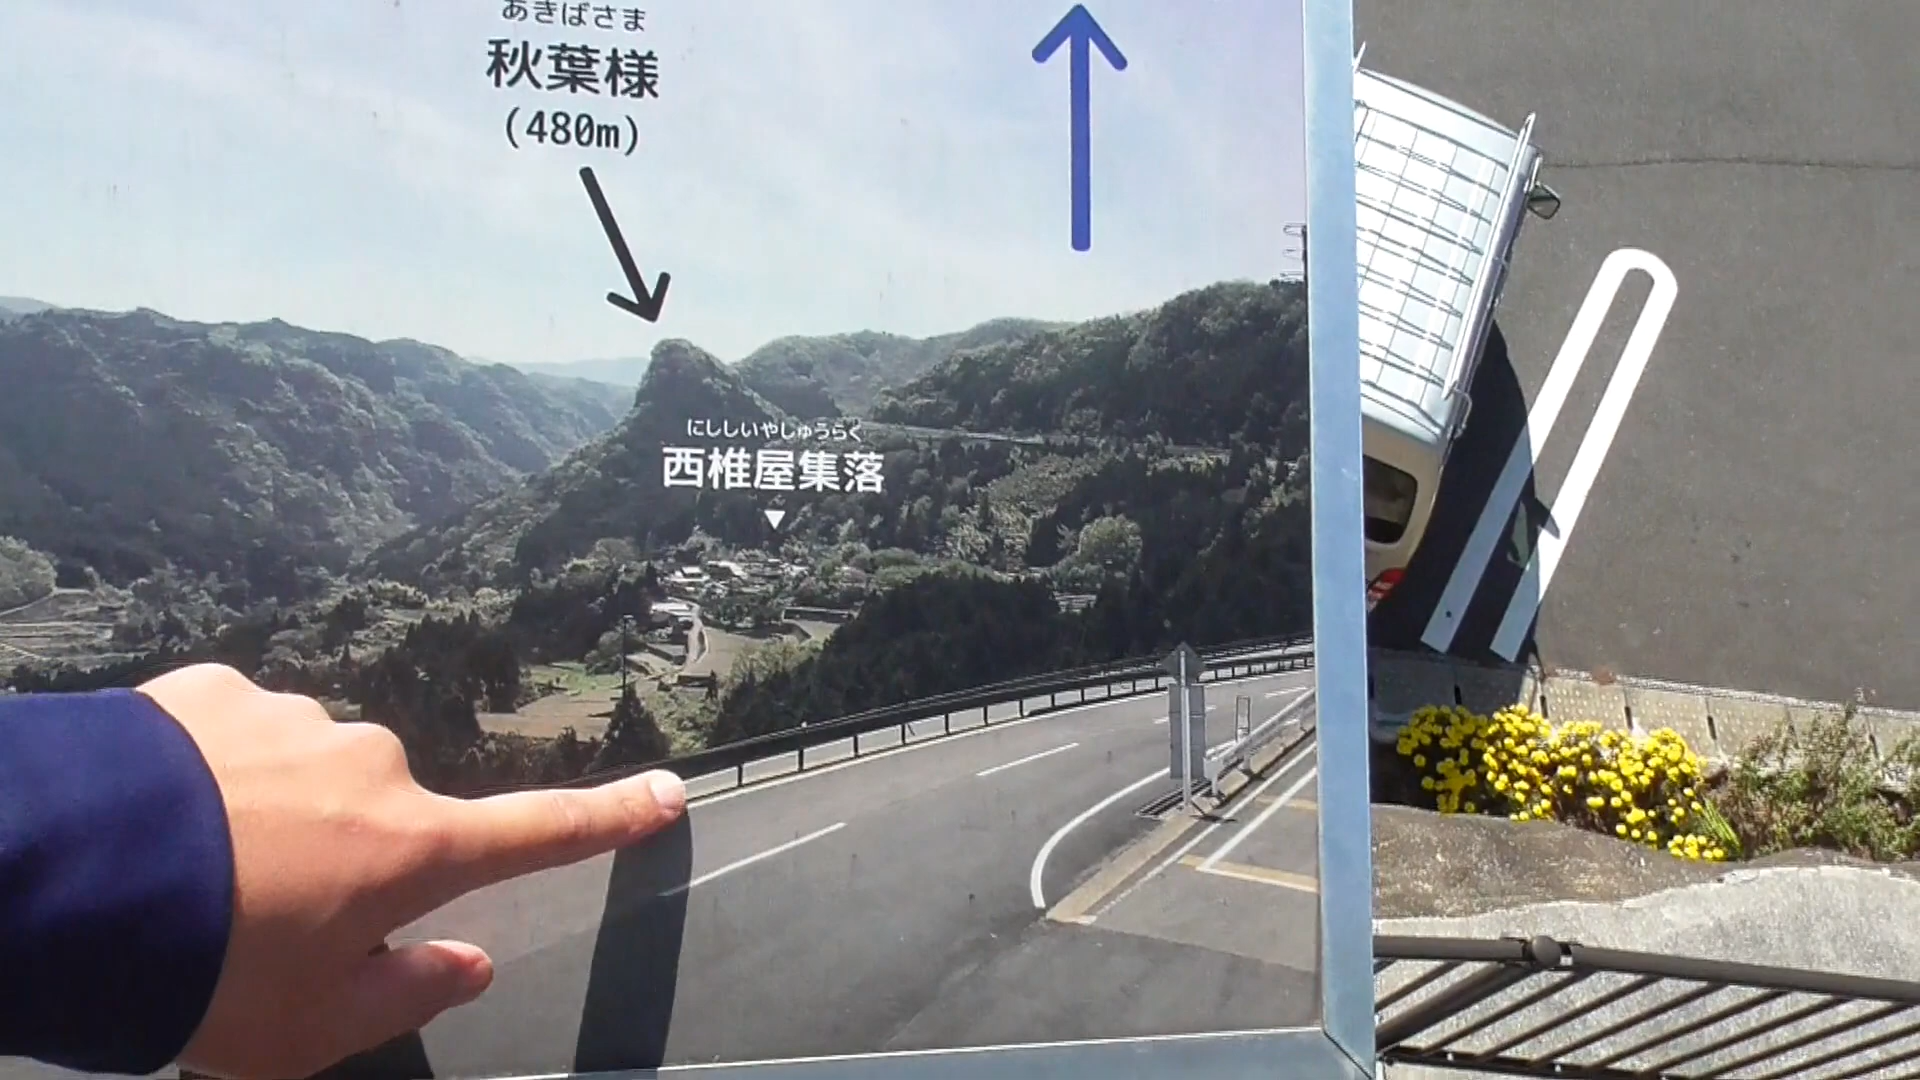 あきばさま
秋葉様
(480m)
にししいやしゅうらく
西椎屋集落